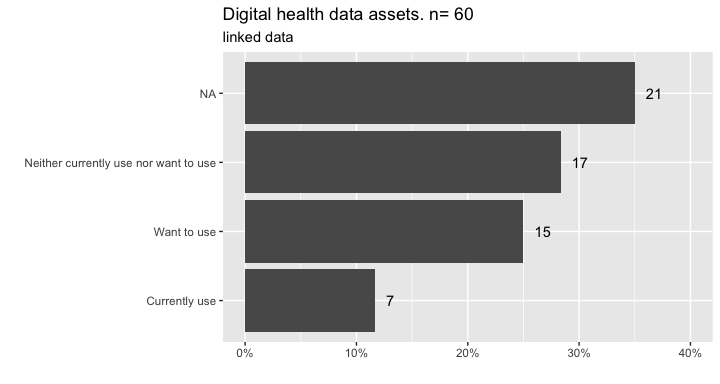 Digital health data assets. n= 60
linked data
NA
21
Neither currently use nor want to use
17
Want to use
15
Currently use
7
0%
10%
20%
30%
40%